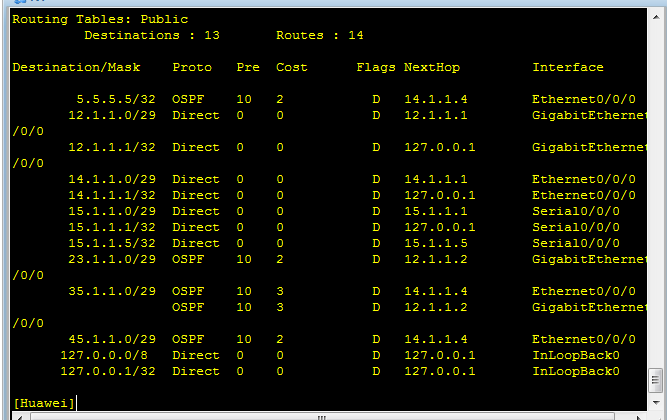 Routing Tables: Public
Destinations : 13 Routes : 14
Destination/Mask Proto Pre Cost Flags NextHop Interface
5.5.5.5/32 OSPF 10 2 D 14.1.1.4 Ethernet0/0/0
12.1.1.0/29 Direct 0 0 D 12.1.1.1 GigabitEthernet
/0/0
12.1.1.1/32 Direct 0 0 D 127.0.0.1 GigabitEthernet
/0/0
14.1.1.0/29 Direct 0 0 D 14.1.1.1 Ethernet0/0/0
14.1.1.1/32 Direct 0 0 D 127.0.0.1 Ethernet0/0/0
15.1.1.0/29 Direct 0 0 D 15.1.1.1 Serial0/0/0
15.1.1.1/32 Direct 0 0 D 127.0.0.1 Serial0/0/0
15.1.1.5/32 Direct 0 0 D 15.1.1.5 Serial0/0/0
23.1.1.0/29 OSPF 10 2 D 12.1.1.2 GigabitEthernet
/0/0
35.1.1.0/29 OSPF 10 3 D 14.1.1.4 Ethernet0/0/0
OSPF 10 3 D 12.1.1.2 GigabitEthernet
/0/0
45.1.1.0/29 OSPF 10 2 D 14.1.1.4 Ethernet0/0/0
127.0.0.0/8 Direct 0 0 D 127.0.0.1 InLoopBack0
127.0.0.1/32 Direct 0 0 D 127.0.0.1 InLoopBack0
[Huawei]